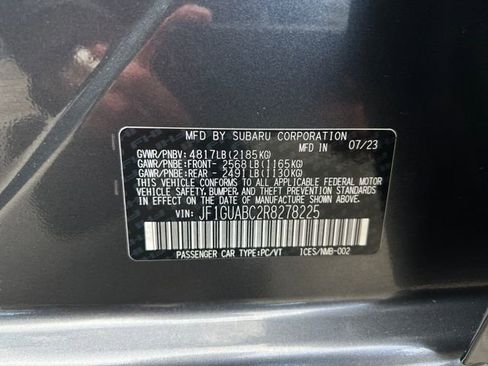 MFD BY SUBARU CORPORATION
MFD IN 07/23
GVWR/PNBV: 4817LB(2185KG)
GAWR/PNBE:FRONT- 2568LB(1165KG)
GAWR/PNBE:REAR - 2491LB(1130KG)
THIS VEHICLE CONFORMS TO ALL APPLICABLE
FEDERAL AND CANADA MOTOR
VEHICLE SAFETY, BUMPER, AND THEFT PREVENTION STANDARDS
IN EFFECT ON THE DATE OF MANUFACTURE SHOWN ABOVE.
VIN: JF1GUABC2R8278225
PASSENGER CAR TYPE:PC/VT ICES/NMB-002